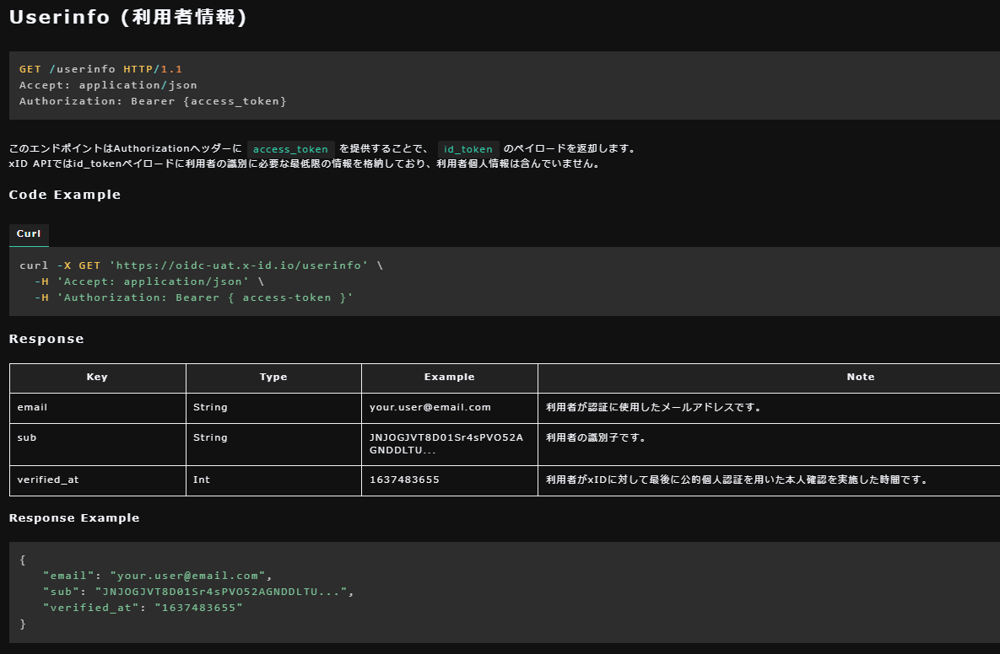 Userinfo (利用者情報)
GET /userinfo HTTP/1.1
Accept: application/json
Authorization: Bearer {access_token}
このエンドポイントはAuthorizationヘッダーに access_token を提供することで、 id_token のペイロードを返却します。
xID APIではid_tokenペイロードに利用者の識別に必要な最低限の情報を格納しており、利用者個人情報は含んでいません。
Code Example
Curl
curl -X GET 'https://oidc-uat.x-id.io/userinfo' \
-H 'Accept: application/json' \
-H 'Authorization: Bearer { access-token }'
Response
Key Type Example Note
email String your.user@email.com 利用者が認証に使用したメールアドレスです。
sub String JNJOGJVT8D01Sr4sPVO52A 利用者の識別子です。
GNDDLTU...
verified_at Int 1637483655 利用者がxIDに対して最後に公的個人認証を用いた本人確認を実施した時間です。
Response Example
{
"email": "your.user@email.com",
"sub": "JNJOGJVT8D01Sr4sPVO52AGNDDLTU...",
"verified_at": "1637483655"
}